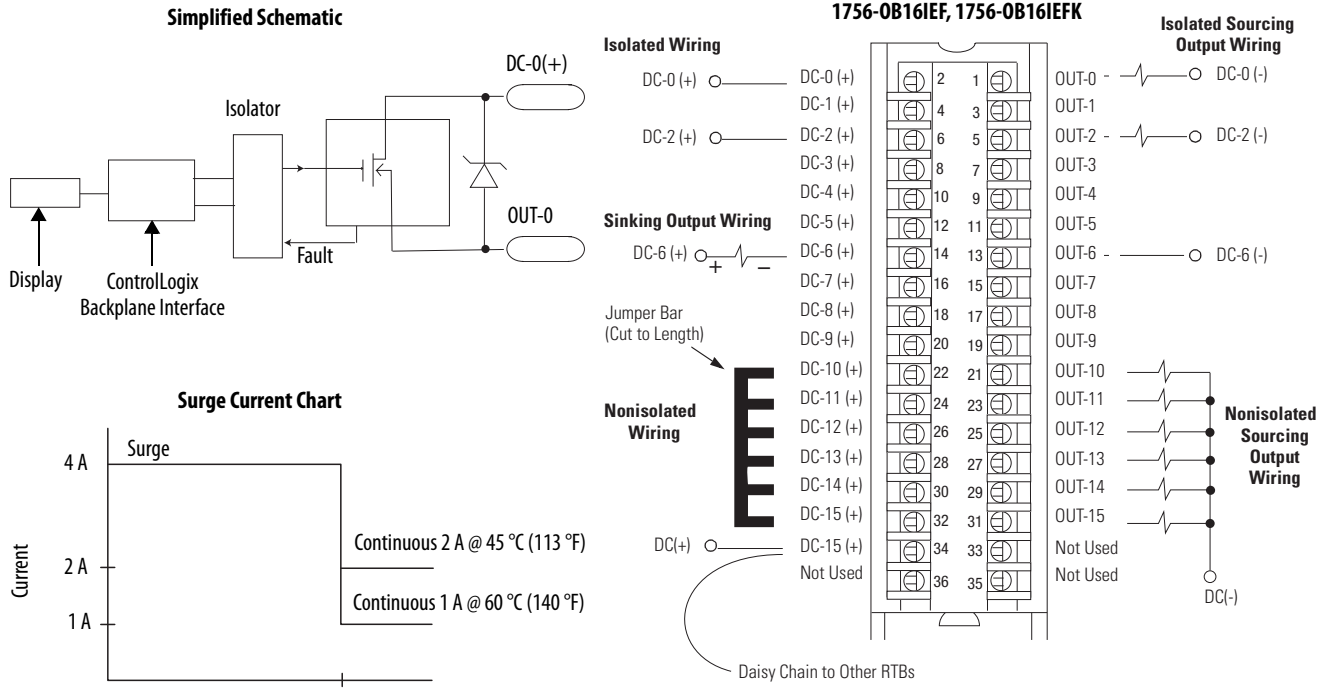 Simplified Schematic
DC-0(+)
Isolator
OUT-0
Fault
Display
ControlLogix
Backplane Interface
Surge Current Chart
Surge
4 A
Continuous 2 A @ 45 °C (113 °F)
2 A
Continuous 1 A @ 60 °C (140 °F)
1 A
Current
1756-OB16IEF, 1756-OB16IEFK
Isolated Wiring
Isolated Sourcing
Output Wiring
DC-0 (+) DC-0 (+) 2 1 OUT-0 DC-0 (-)
DC-1 (+) 4 3 OUT-1
DC-2 (+) DC-2 (+) 6 5 OUT-2 DC-2 (-)
DC-3 (+) 8 7 OUT-3
DC-4 (+) 10 9 OUT-4
Sinking Output Wiring
DC-5 (+) 12 11 OUT-5
DC-6 (+) + – DC-6 (+) 14 13 OUT-6 DC-6 (-)
DC-7 (+) 16 15 OUT-7
Jumper Bar
(Cut to Length)
DC-8 (+) 18 17 OUT-8
DC-9 (+) 20 19 OUT-9
DC-10 (+) 22 21 OUT-10
DC-11 (+) 24 23 OUT-11
Nonisolated
Wiring
DC-12 (+) 26 25 OUT-12
DC-13 (+) 28 27 OUT-13
DC-14 (+) 30 29 OUT-14
DC-15 (+) 32 31 OUT-15
Nonisolated
Sourcing
Output
Wiring
DC(+) DC-15 (+) 34 33 Not Used
Not Used 36 35 Not Used
DC(-)
Daisy Chain to Other RTBs